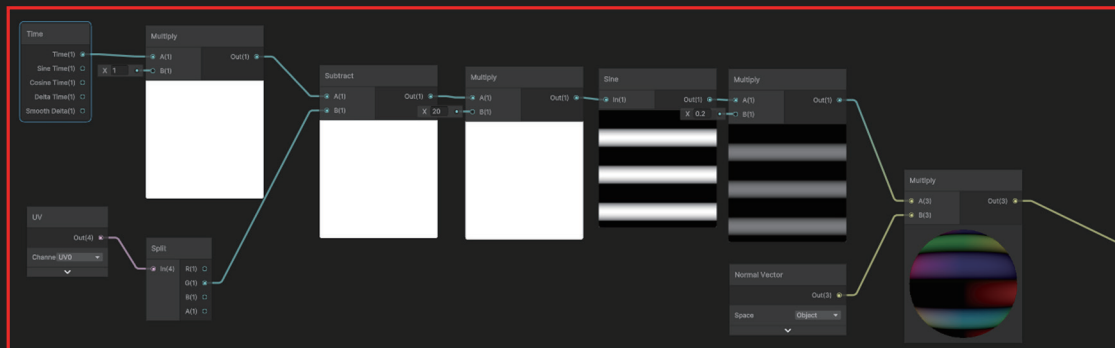 Time
Time(1)
Sine Time(1)
Cosine Time(1)
Delta Time(1)
Smooth Delta(1)
Multiply
A(1) Out(1)
X 1 B(1)
Subtract
A(1) Out(1)
B(1)
Multiply
A(1) Out(1)
X 20 B(1)
Sine
In(1) Out(1)
Multiply
A(1) Out(1)
X 0.2 B(1)
UV
Out(4)
Channe UV0
Split
In(4) R(1)
G(1)
B(1)
A(1)
Normal Vector
Out(3)
Space Object
Multiply
A(3) Out(3)
B(3)